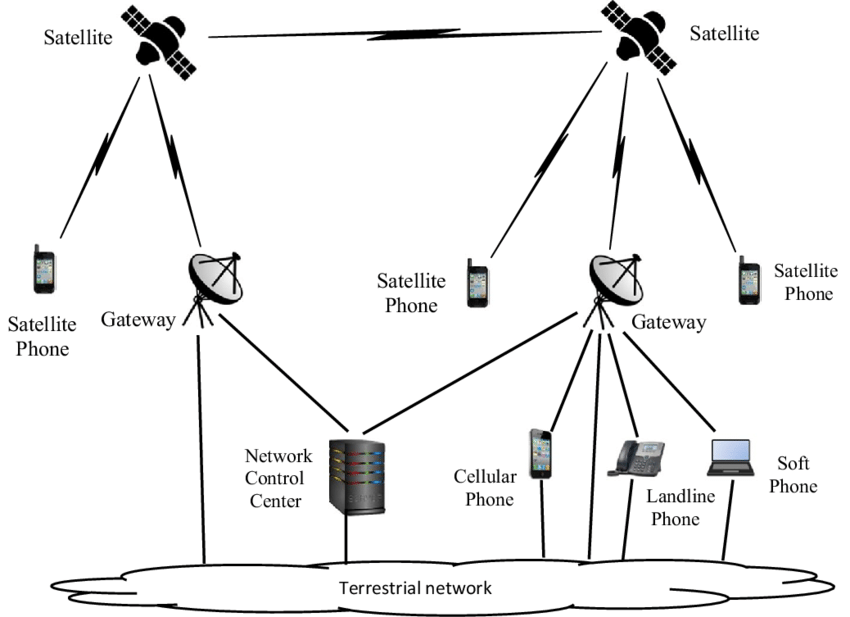 Satellite
Satellite
Satellite
Phone
Gateway
Satellite
Phone
Gateway
Satellite
Phone
Network
Control
Center
Cellular
Phone
Landline
Phone
Soft
Phone
Terrestrial network